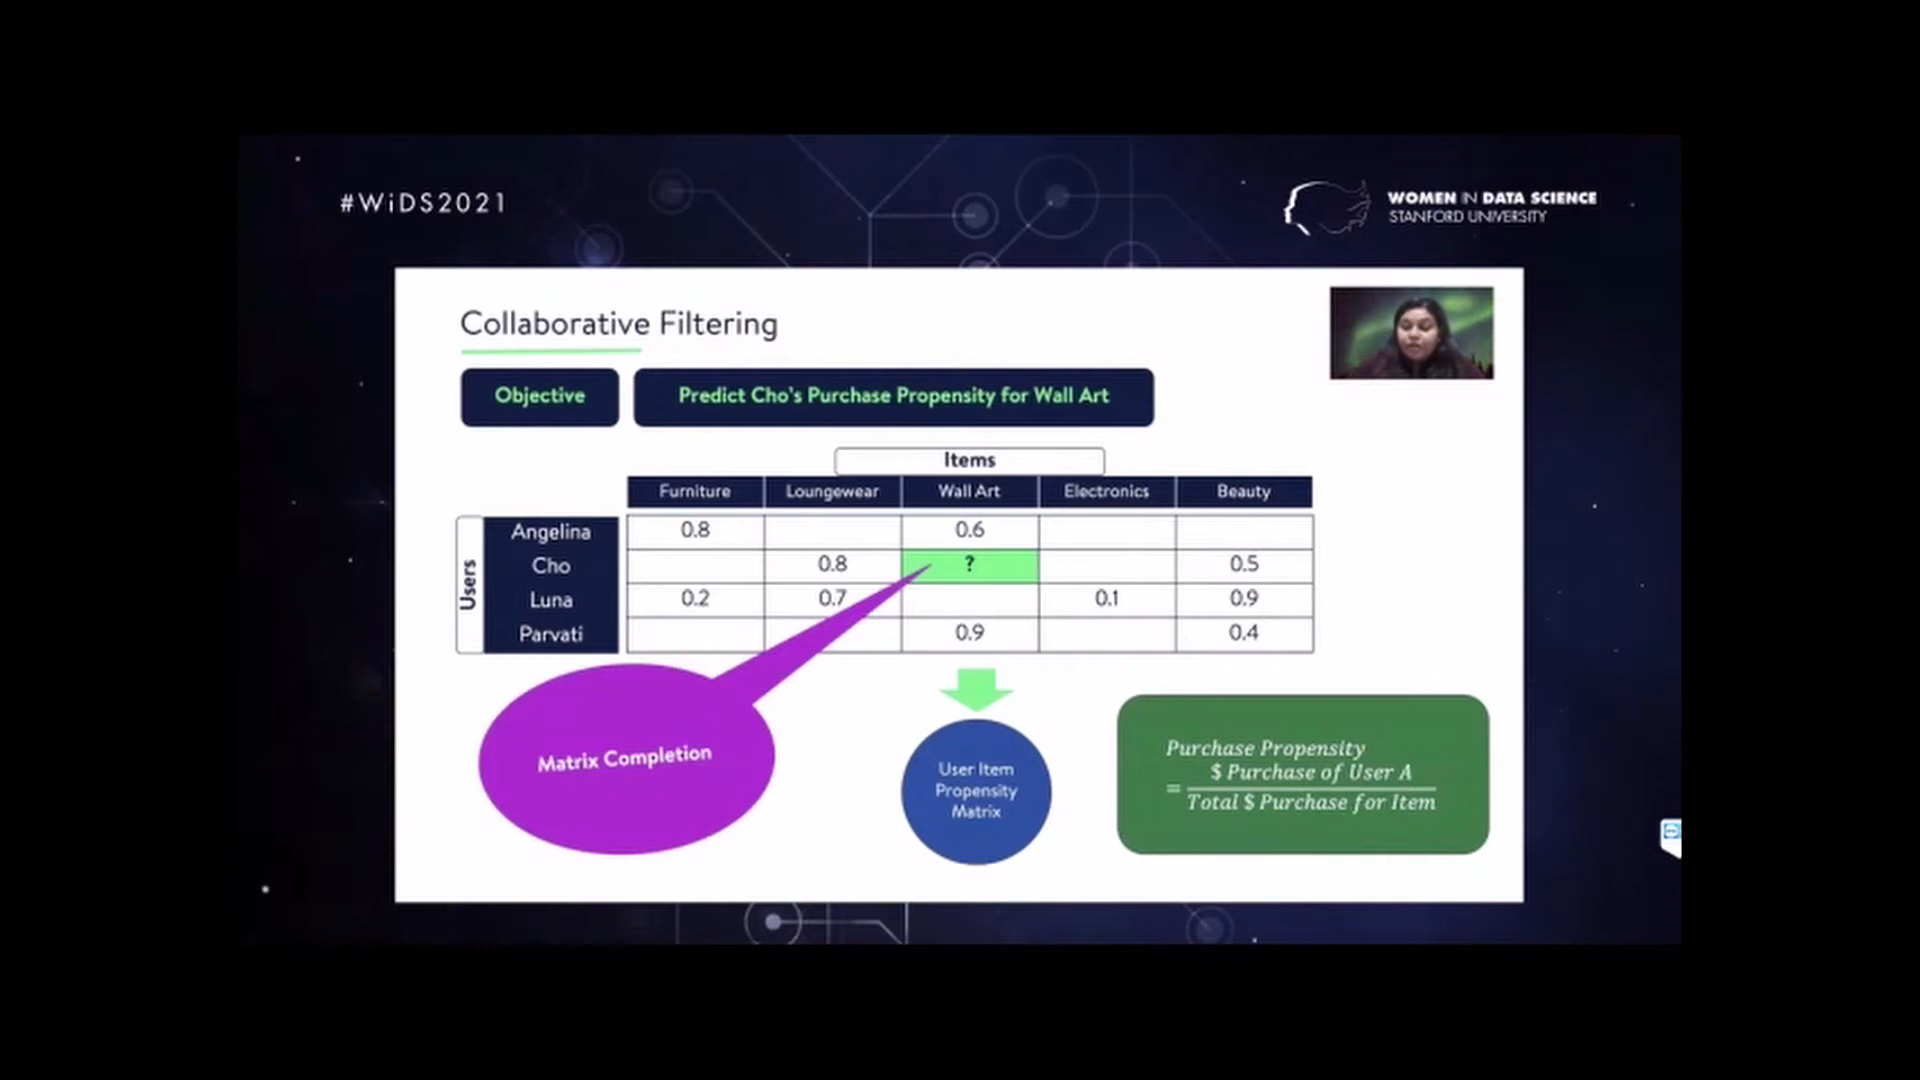 #WiDS2021
WOMEN IN DATA SCIENCE
STANFORD UNIVERSITY
Collaborative Filtering
Objective
Predict Cho's Purchase Propensity for Wall Art
Items
Furniture Loungewear Wall Art Electronics Beauty
Users
Angelina 0.8 0.6
Cho 0.8 ? 0.5
Luna 0.2 0.7 0.1 0.9
Parvati 0.9 0.4
Matrix Completion
User Item
Propensity
Matrix
Purchase Propensity
$ Purchase of User A
=
Total $ Purchase for Item